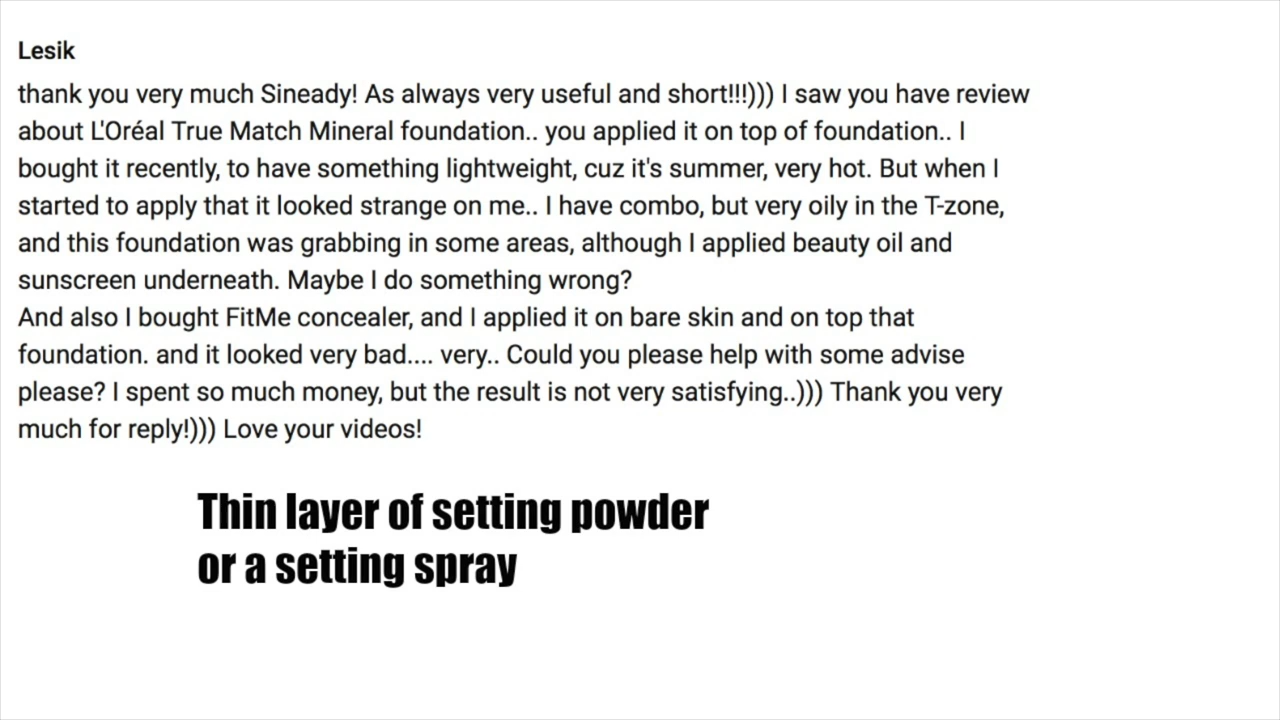 Lesik
thank you very much Sineady! As always very useful and short!!!))) I saw you have review
about L'Oréal True Match Mineral foundation.. you applied it on top of foundation.. I
bought it recently, to have something lightweight, cuz it's summer, very hot. But when I
started to apply that it looked strange on me.. I have combo, but very oily in the T-zone,
and this foundation was grabbing in some areas, although I applied beauty oil and
sunscreen underneath. Maybe I do something wrong?
And also I bought FitMe concealer, and I applied it on bare skin and on top that
foundation. and it looked very bad.... very.. Could you please help with some advise
please? I spent so much money, but the result is not very satisfying..))) Thank you very
much for reply!))) Love your videos!
Thin layer of setting powder
or a setting spray